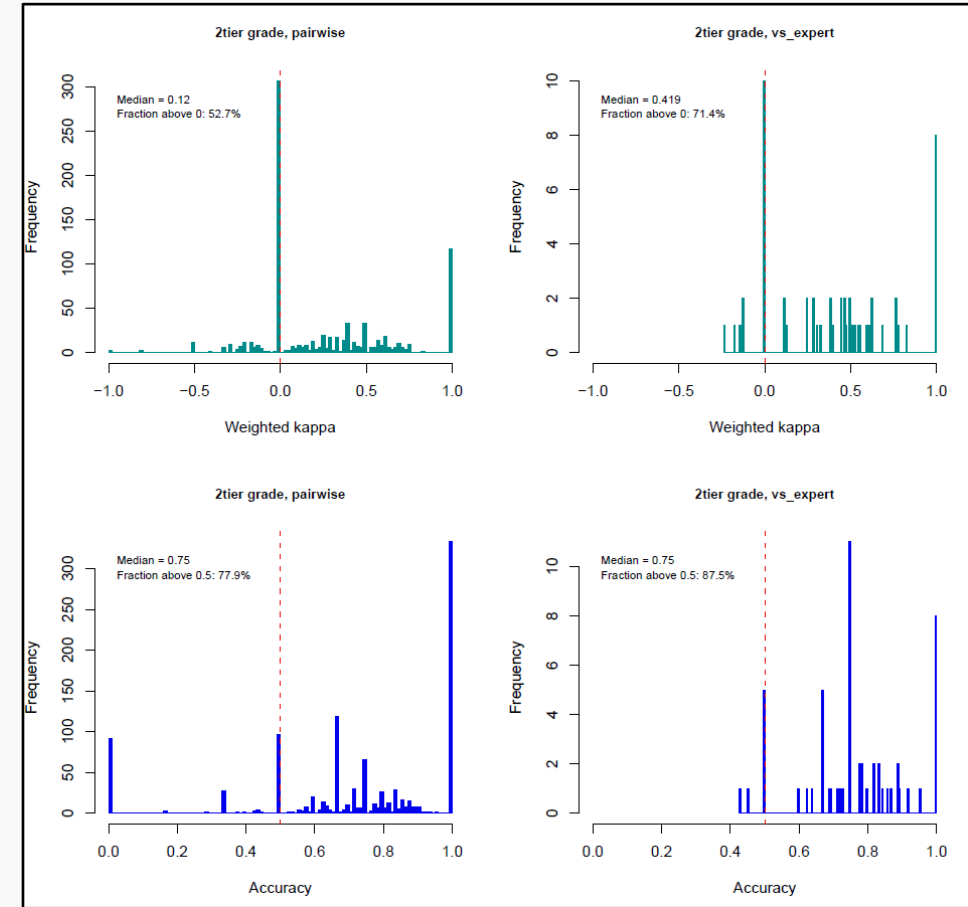 2tier grade, pairwise
Median = 0.12
Fraction above 0: 52.7%
Frequency
300
250
200
150
100
50
0
−1.0 −0.5 0.0 0.5 1.0
Weighted kappa
2tier grade, vs_expert
Median = 0.419
Fraction above 0: 71.4%
Frequency
10
8
6
4
2
0
−1.0 −0.5 0.0 0.5 1.0
Weighted kappa
2tier grade, pairwise
Median = 0.75
Fraction above 0.5: 77.9%
Frequency
300
250
200
150
100
50
0
0.0 0.2 0.4 0.6 0.8 1.0
Accuracy
2tier grade, vs_expert
Median = 0.75
Fraction above 0.5: 87.5%
Frequency
10
8
6
4
2
0
0.0 0.2 0.4 0.6 0.8 1.0
Accuracy